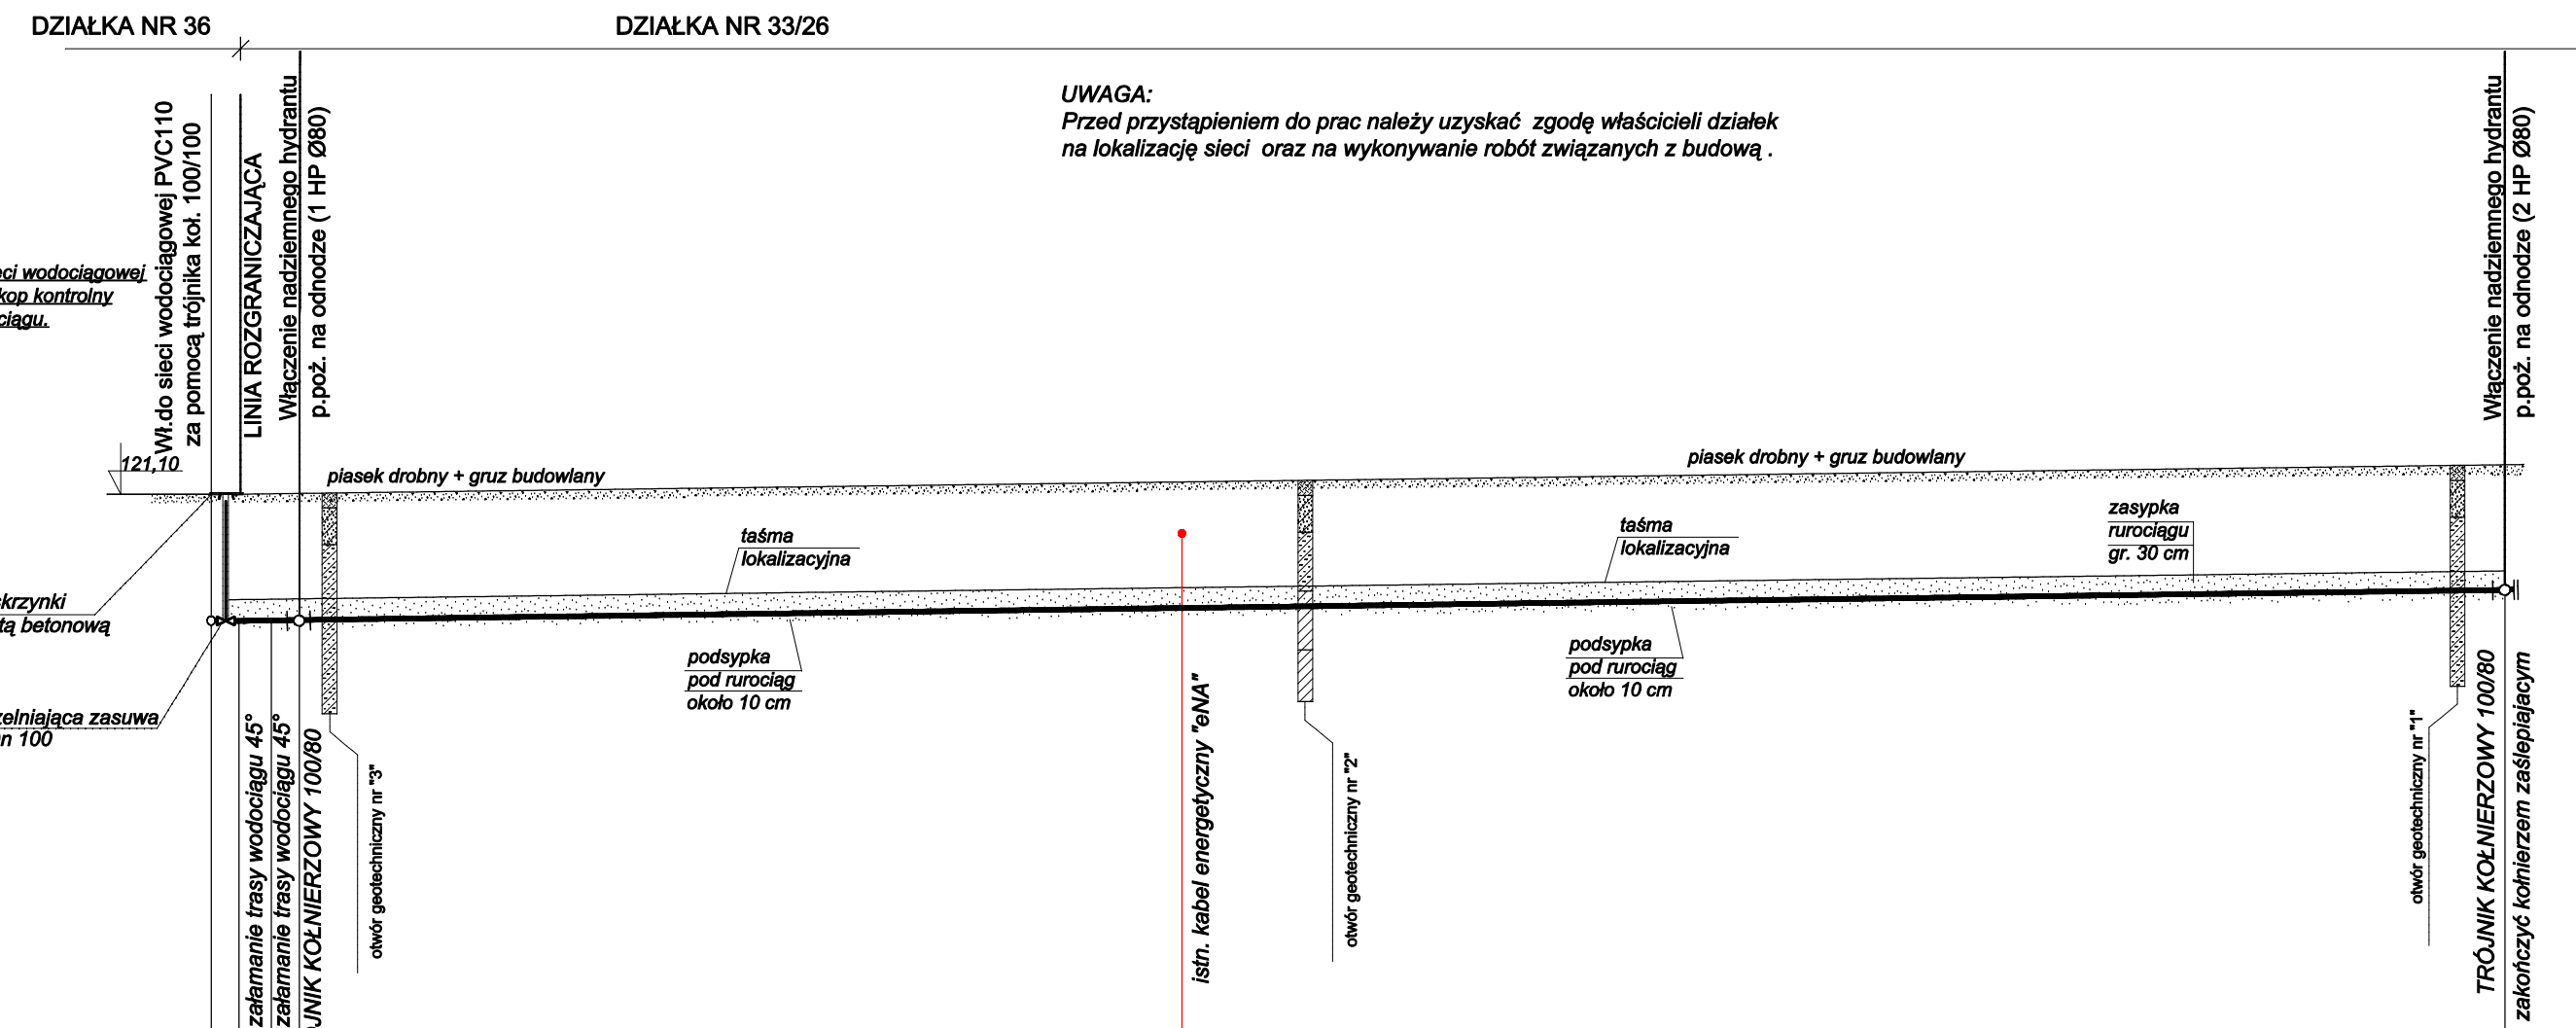 DZIAŁKA NR 36
DZIAŁKA NR 33/26
UWAGA:
Przed przystąpieniem do prac należy uzyskać zgodę właścicieli działek
na lokalizację sieci oraz na wykonywanie robót związanych z budową .
Wł.do sieci wodociągowej PVC110
za pomocą trójnika koł. 100/100
3
LINIA ROZGRANICZAJĄCA
Włączenie nadziemnego hydrantu
p.poż. na odnodze (1 HP Ø80)
Włączenie nadziemnego hydrantu
p.poż. na odnodze (2 HP Ø80)
eci wodociągowej
kop kontrolny
ciągu.
121,10
piasek drobny + gruz budowlany
piasek drobny + gruz budowlany
taśma
lokalizacyjna
taśma
lokalizacyjna
zasypka
rurociągu
gr. 30 cm
skrzynki
tą betonową
podsypka
pod rurociąg
około 10 cm
podsypka
pod rurociąg
około 10 cm
zelniająca zasuwa
n 100
załamanie trasy wodociągu 45°
załamanie trasy wodociągu 45°
JNIK KOŁNIERZOWY 100/80
otwór geotechniczny nr "3"
istn. kabel energetyczny "eNA"
otwór geotechniczny nr "2"
otwór geotechniczny nr "1"
TRÓJNIK KOŁNIERZOWY 100/80
zakończyć kołnierzem zaślepiającym